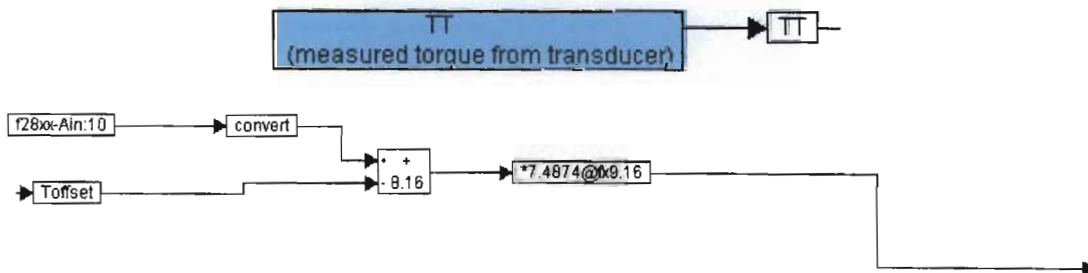 TT
(measured torque from transducer)
TT
f28xx-Ain:10
convert
+
- 8.16
*7.4874@fx9.16
Toffset